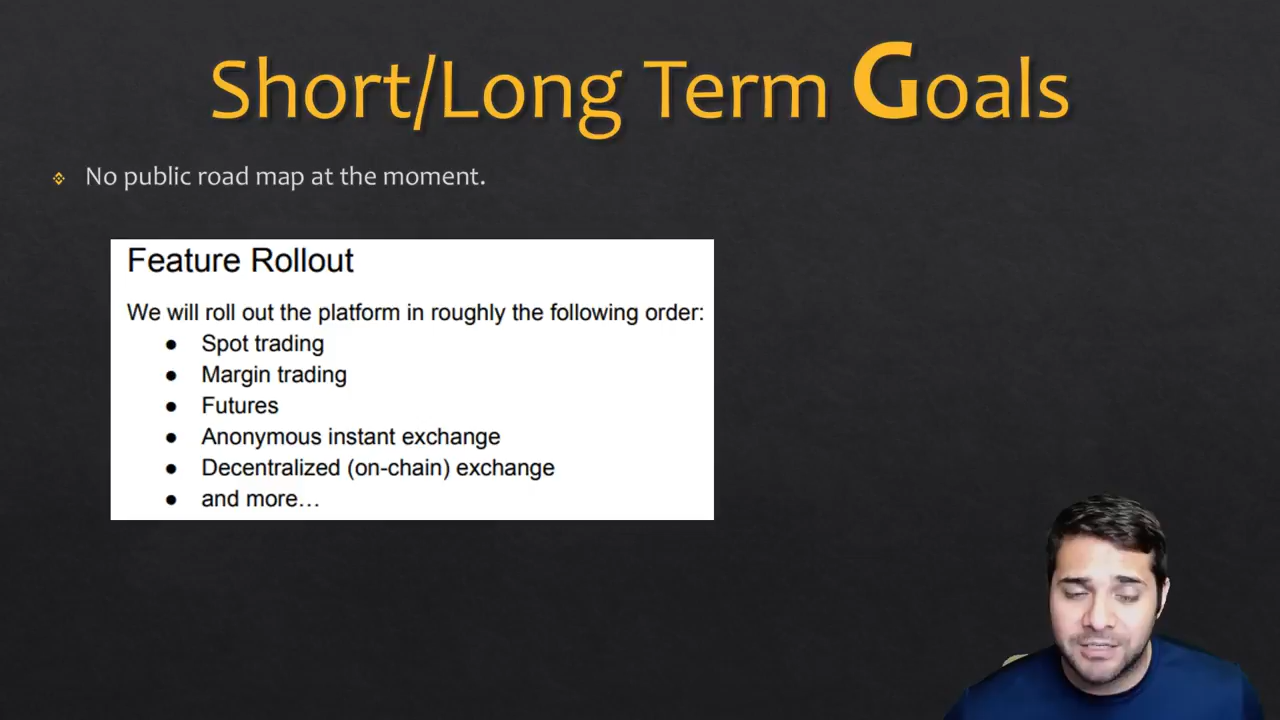 Short/Long Term Goals
No public road map at the moment.
Feature Rollout
We will roll out the platform in roughly the following order:
● Spot trading
● Margin trading
● Futures
● Anonymous instant exchange
● Decentralized (on-chain) exchange
● and more…